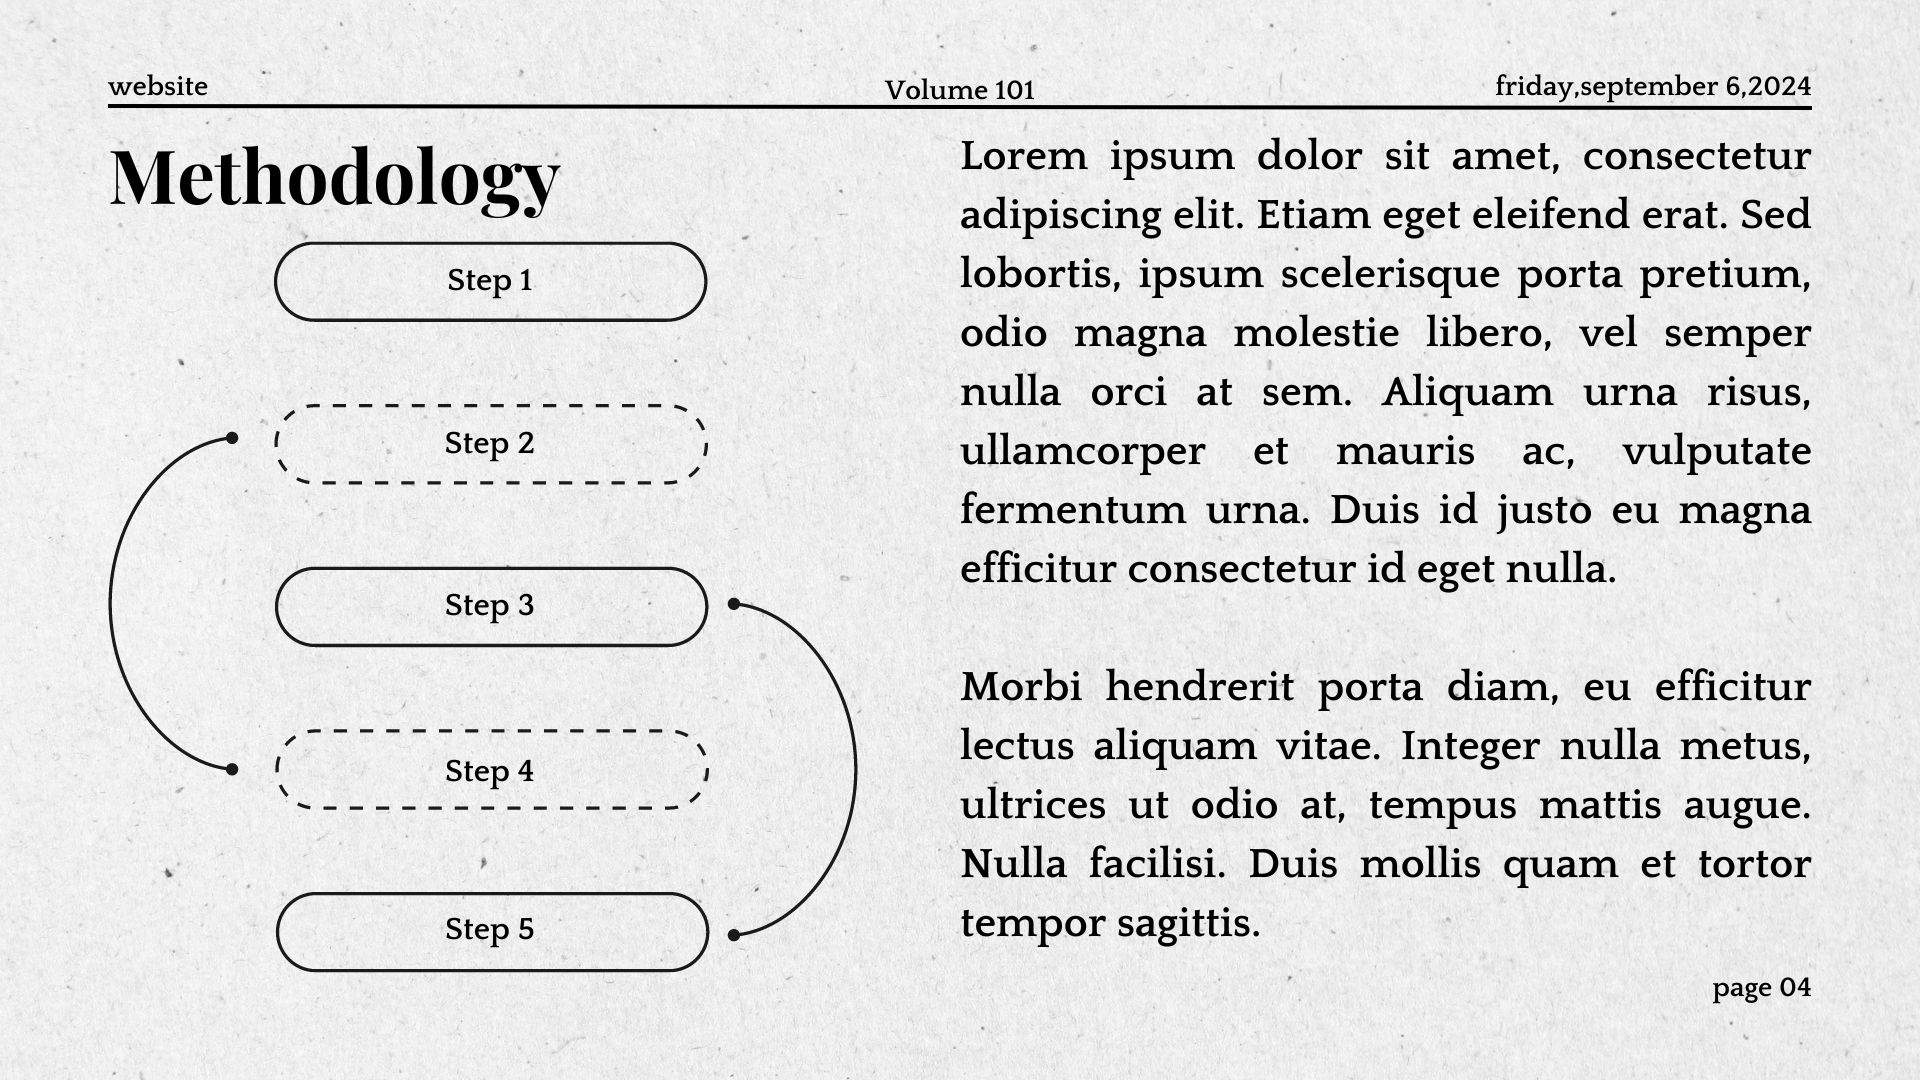 website
Volume 101
friday,september 6,2024
Methodology
Step 1
Step 2
Step 3
Step 4
Step 5
Lorem ipsum dolor sit amet, consectetur
adipiscing elit. Etiam eget eleifend erat. Sed
lobortis, ipsum scelerisque porta pretium,
odio magna molestie libero, vel semper
nulla orci at sem. Aliquam urna risus,
ullamcorper et mauris ac, vulputate
fermentum urna. Duis id justo eu magna
efficitur consectetur id eget nulla.
Morbi hendrerit porta diam, eu efficitur
lectus aliquam vitae. Integer nulla metus,
ultrices ut odio at, tempus mattis augue.
Nulla facilisi. Duis mollis quam et tortor
tempor sagittis.
page 04